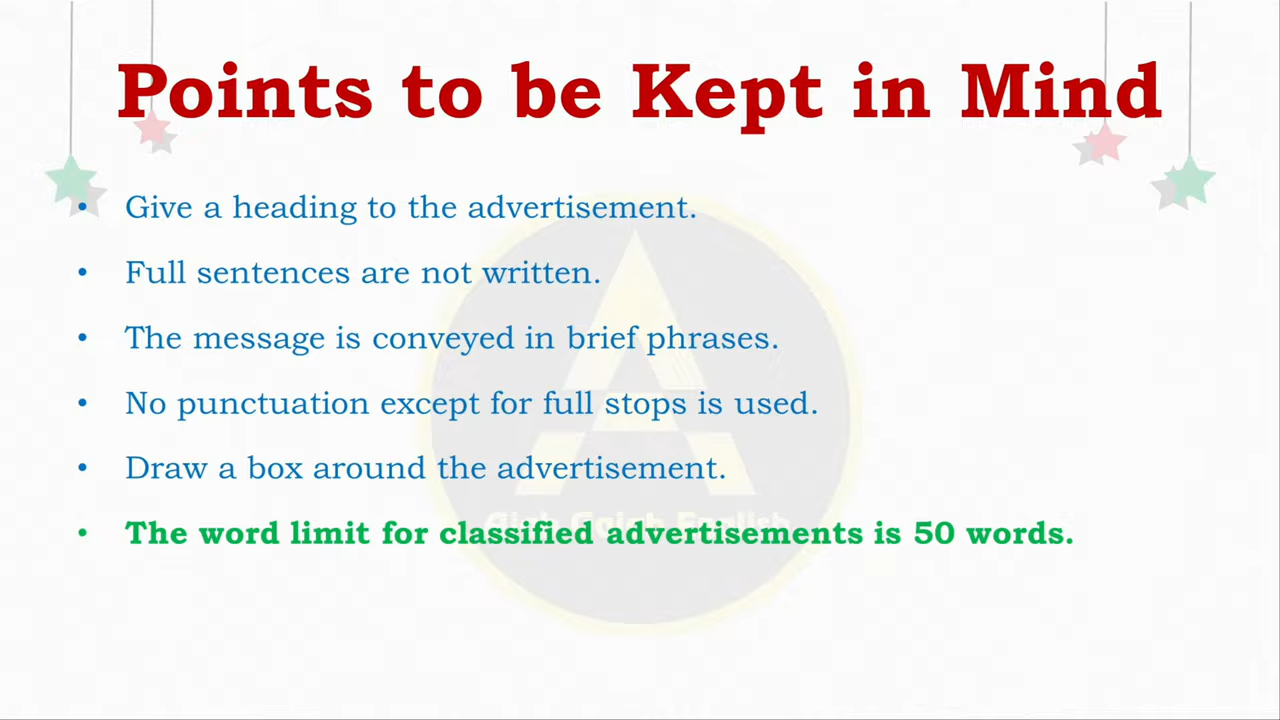 Points to be Kept in Mind
• Give a heading to the advertisement.
• Full sentences are not written.
• The message is conveyed in brief phrases.
• No punctuation except for full stops is used.
• Draw a box around the advertisement.
• The word limit for classified advertisements is 50 words.